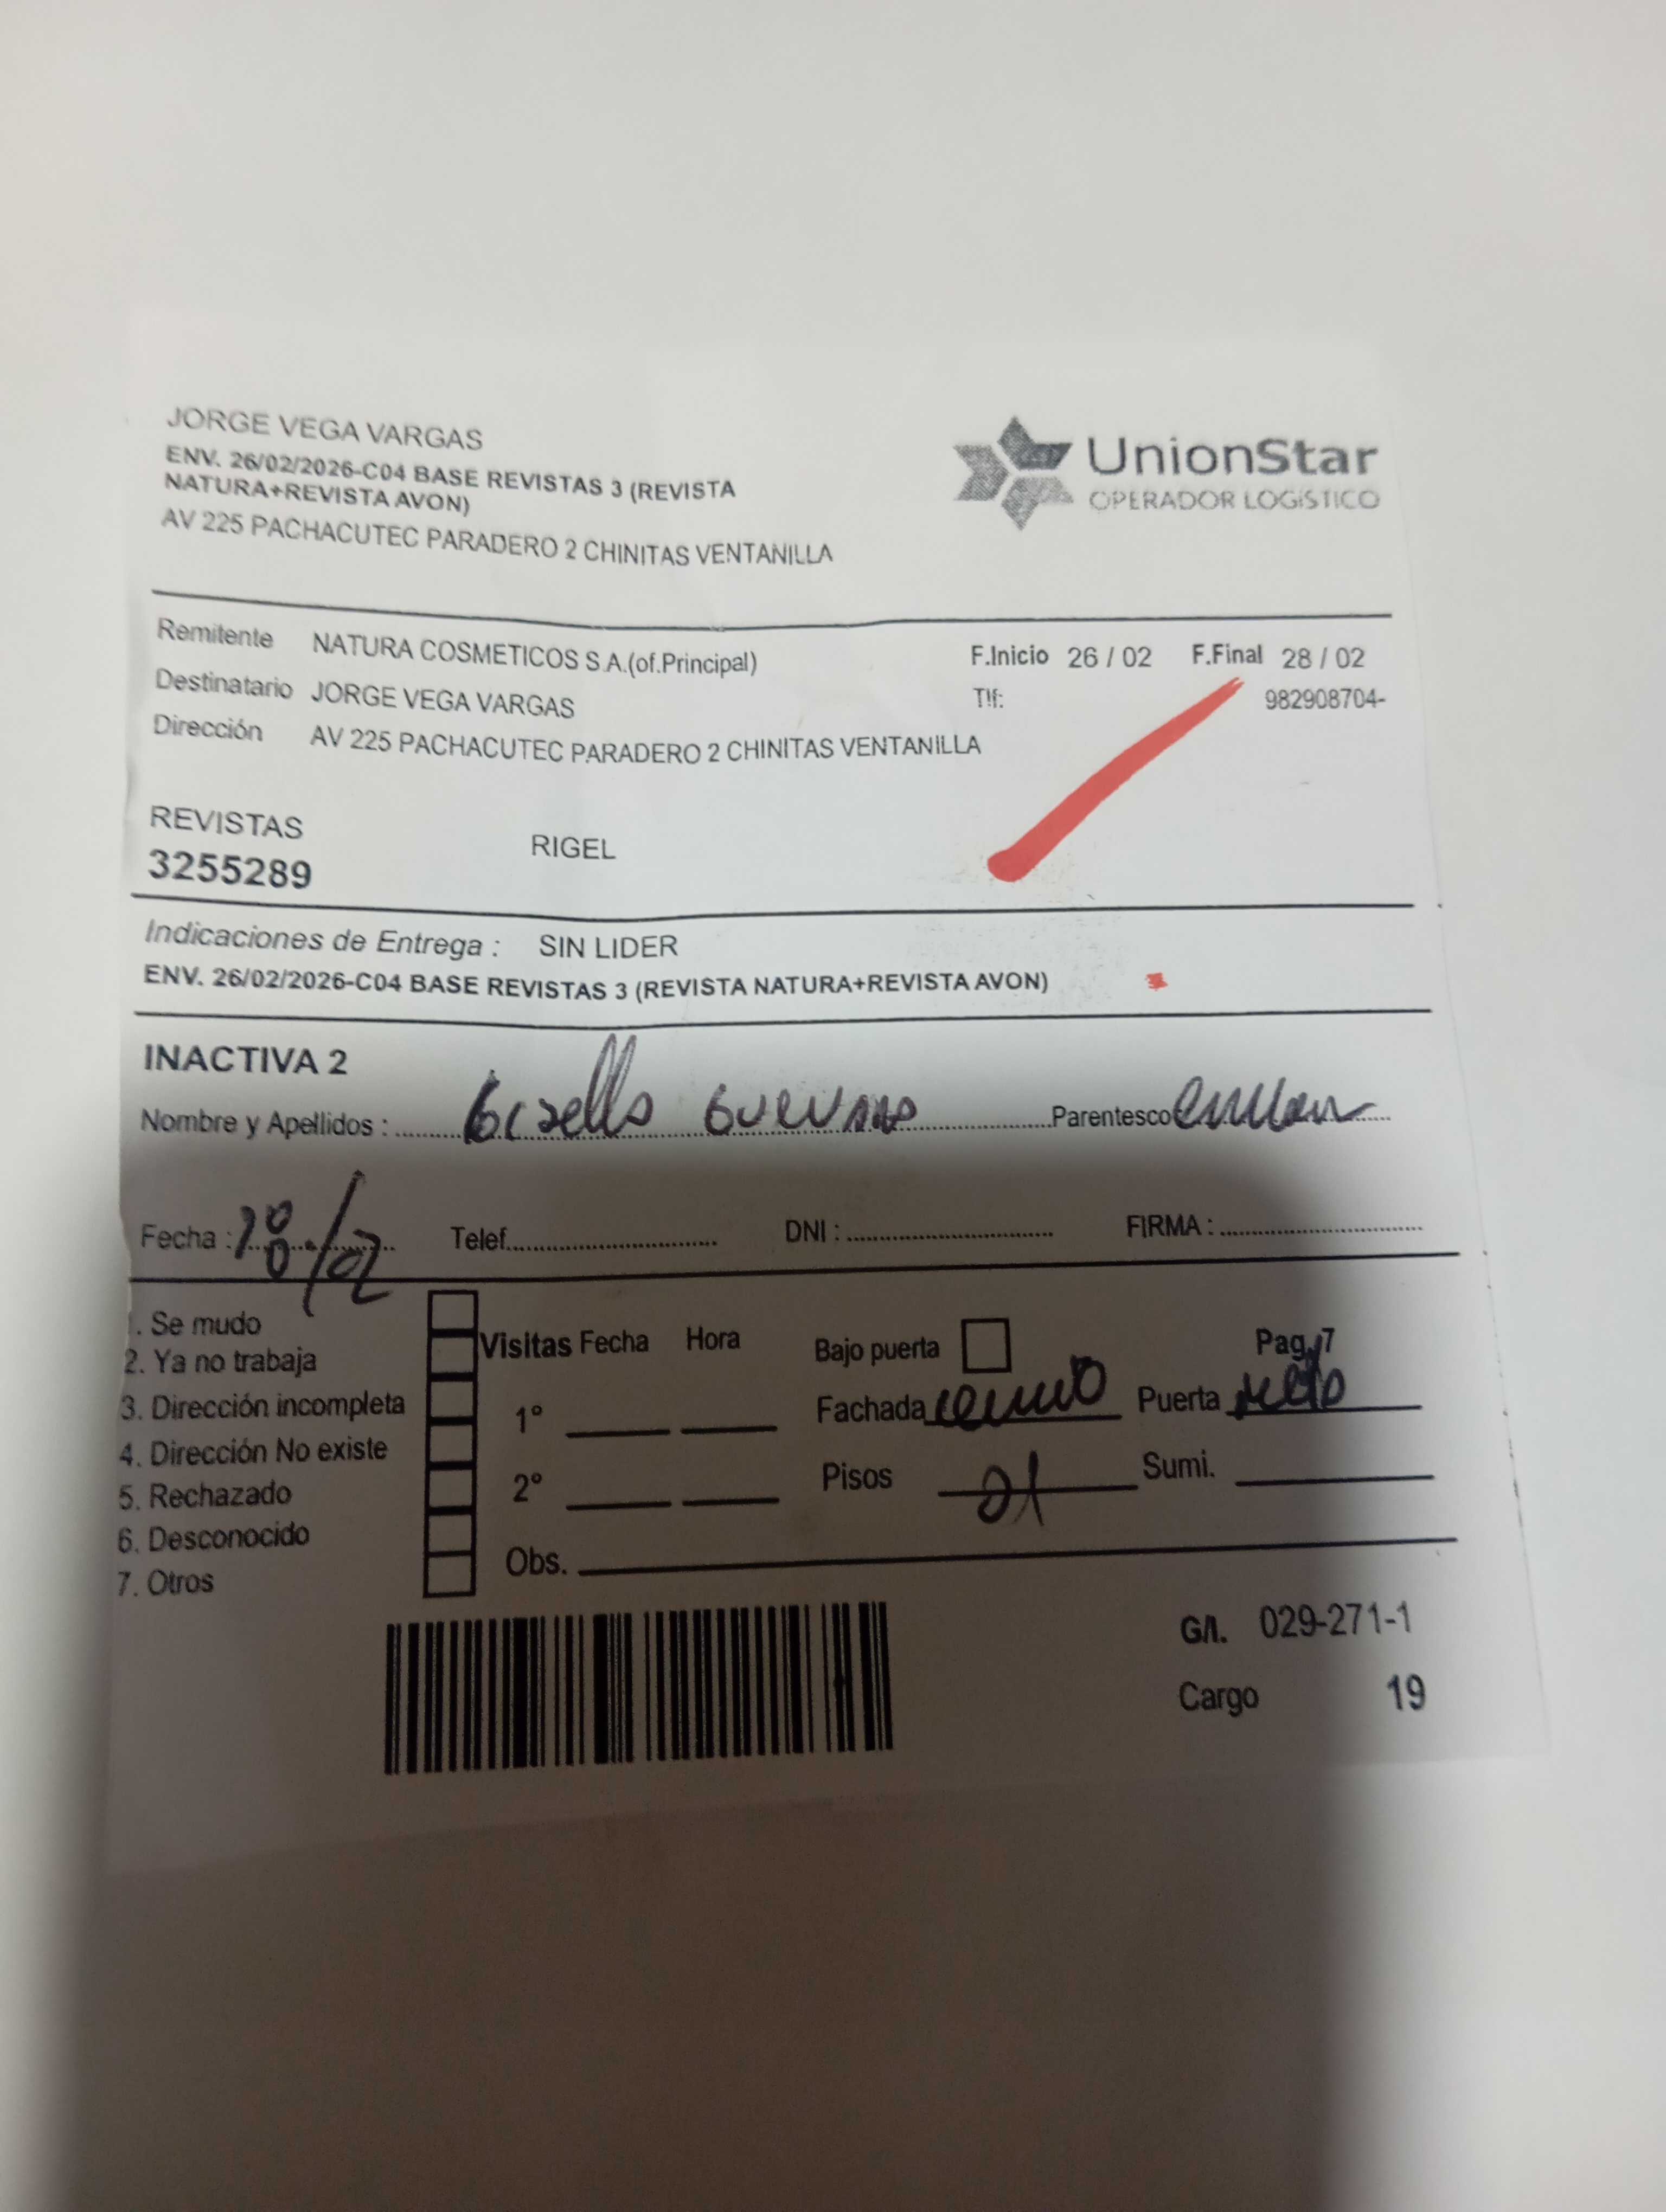 JORGE VEGA VARGAS
ENV. 26/02/2026-C04 BASE REVISTAS 3 (REVISTA
NATURA+REVISTA AVON)
AV 225 PACHACUTEC PARADERO 2 CHINITAS VENTANILLA
UnionStar
OPERADOR LOGÍSTICO
Remitente NATURA COSMETICOS S.A.(of.Principal) F.Inicio 26 / 02 F.Final 28 / 02
Destinatario JORGE VEGA VARGAS Tlf: 982908704-
Dirección AV 225 PACHACUTEC PARADERO 2 CHINITAS VENTANILLA
REVISTAS RIGEL
3255289
Indicaciones de Entrega : SIN LIDER
ENV. 26/02/2026-C04 BASE REVISTAS 3 (REVISTA NATURA+REVISTA AVON)
INACTIVA 2
Nombre y Apellidos : Parentesco
Fecha : Telef. DNI : FIRMA :
1. Se mudo
2. Ya no trabaja
3. Dirección incompleta
4. Dirección No existe
5. Rechazado
6. Desconocido
7. Otros
Visitas Fecha Hora
1°
2°
Obs.
Bajo puerta Pag. 7
Fachada Puerta
Pisos 01 Sumi.
G/l. 029-271-1
Cargo 19